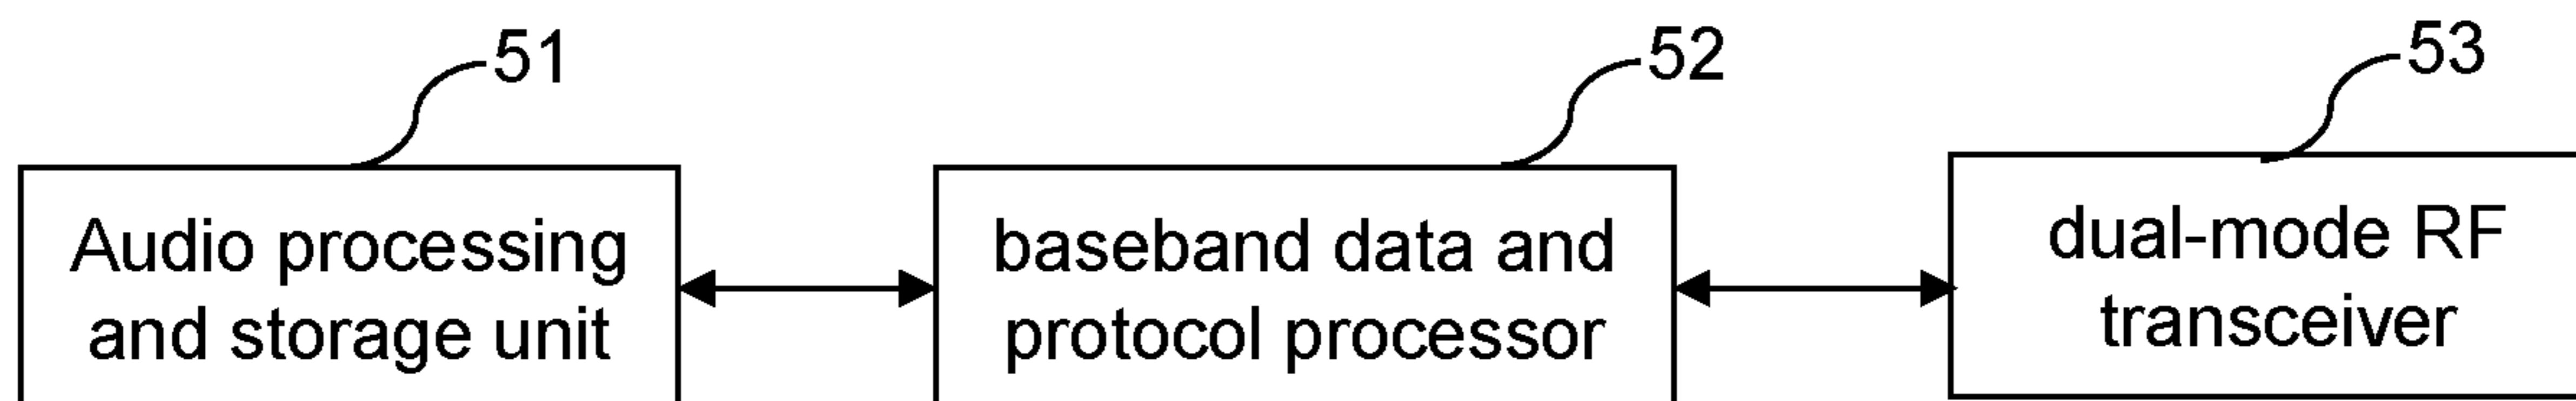 51
52
53
Audio processing
and storage unit
baseband data and
protocol processor
dual-mode RF
transceiver